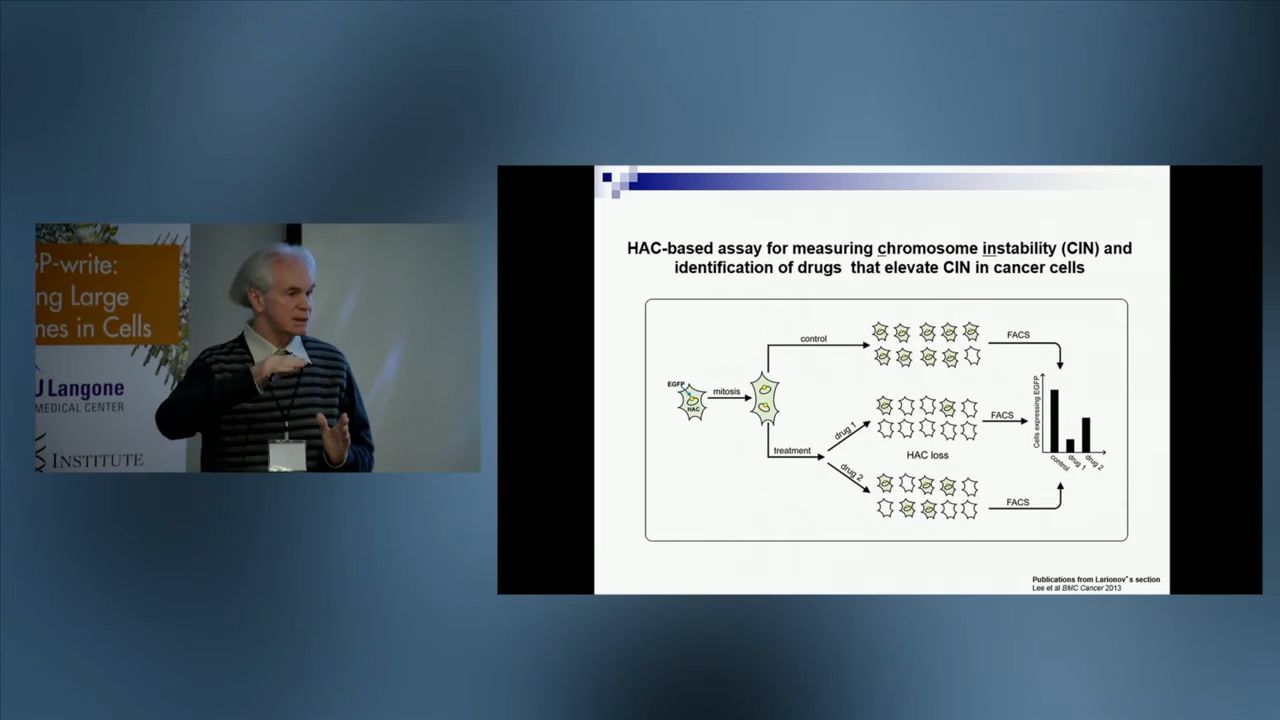 GP-write:
ng Large
mes in Cells
U Langone
MEDICAL CENTER
INSTITUTE
HAC-based assay for measuring chromosome instability (CIN) and
identification of drugs that elevate CIN in cancer cells
control
FACS
EGFP
HAC
mitosis
treatment
drug 1
drug 2
HAC loss
FACS
FACS
Cells expressing EGFP
control
drug 1
drug 2
Publications from Larionov's section
Lee et al BMC Cancer 2013